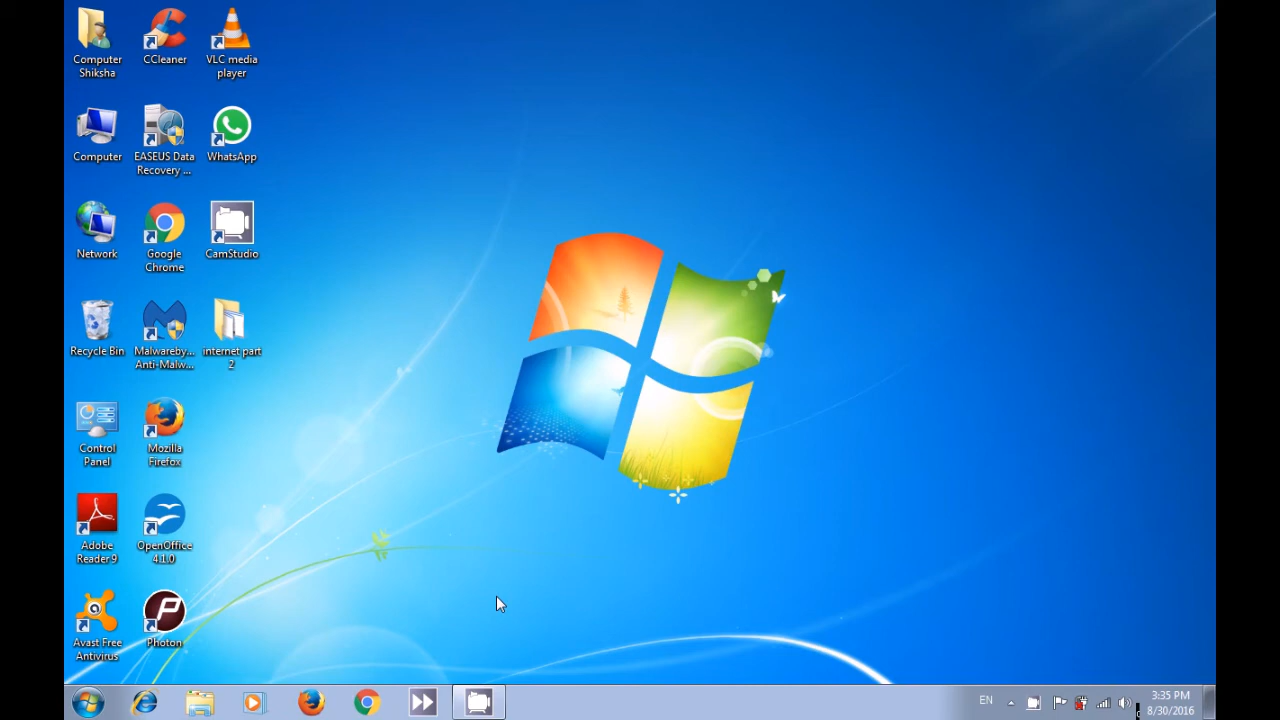 Computer
Shiksha
CCleaner
VLC media
player
Computer
EASEUS Data
Recovery ...
WhatsApp
Network
Google
Chrome
CamStudio
Recycle Bin
Malwareby...
Anti-Malw...
internet part
2
Control
Panel
Mozilla
Firefox
Adobe
Reader 9
OpenOffice
4.1.0
Avast Free
Antivirus
Photon
EN
3:35 PM
8/30/2016